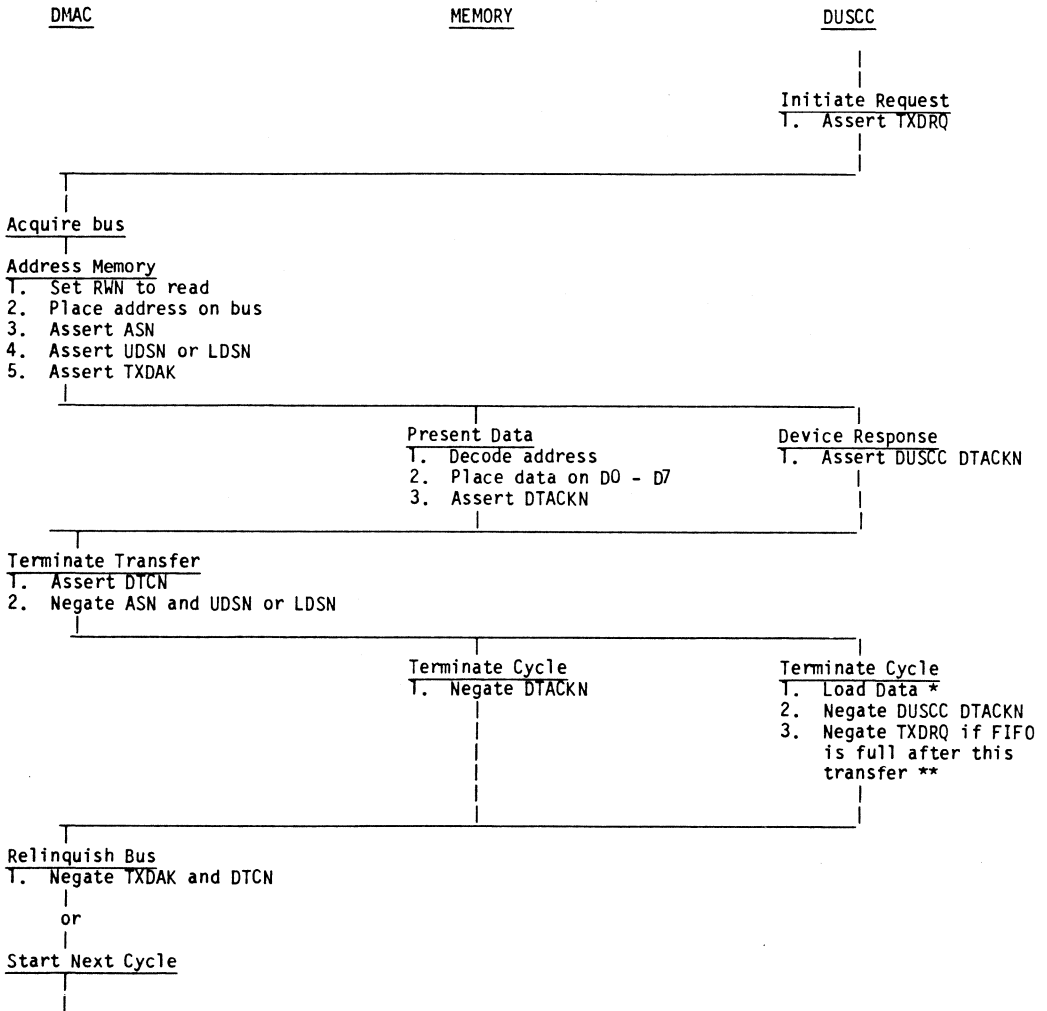 DMAC MEMORY DUSCC
Initiate Request
1. Assert TXDRQ
Acquire bus
Address Memory
1. Set RWN to read
2. Place address on bus
3. Assert ASN
4. Assert UDSN or LDSN
5. Assert TXDAK
Present Data
1. Decode address
2. Place data on D0 - D7
3. Assert DTACKN
Device Response
1. Assert DUSCC DTACKN
Terminate Transfer
1. Assert DTCN
2. Negate ASN and UDSN or LDSN
Terminate Cycle
1. Negate DTACKN
Terminate Cycle
1. Load Data *
2. Negate DUSCC DTACKN
3. Negate TXDRQ if FIFO
is full after this
transfer **
Relinquish Bus
1. Negate TXDAK and DTCN
or
Start Next Cycle